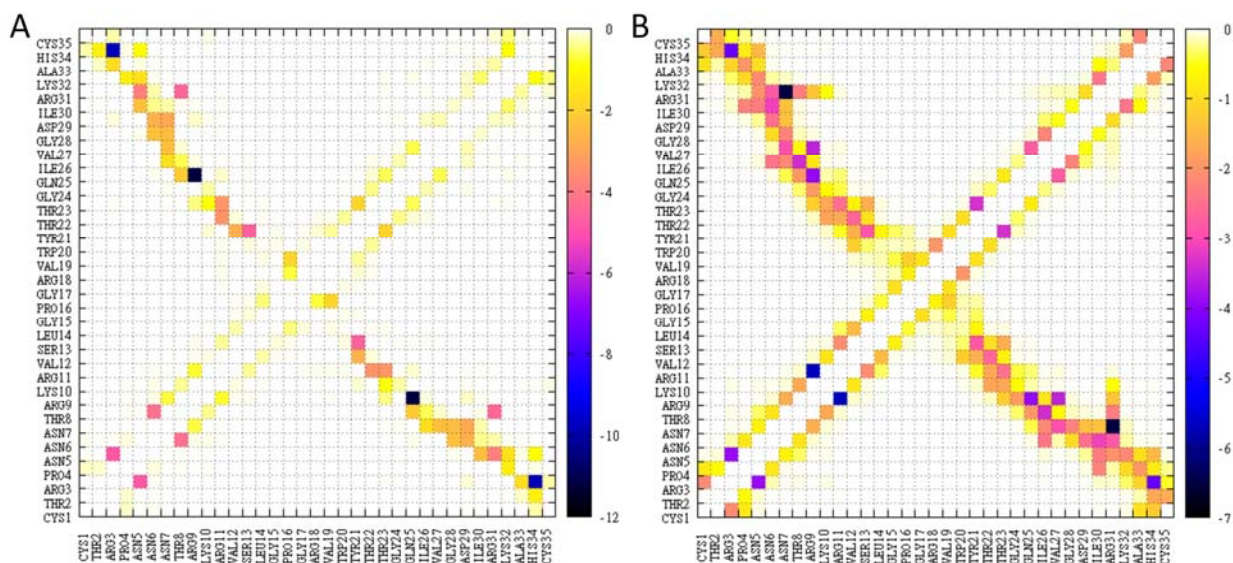 A
CYS35
HIS34
ALA33
LYS32
ARG31
ILE30
ASP29
GLY28
VAL27
ILE26
GLN25
GLY24
THR23
THR22
TYR21
TRP20
VAL19
ARG18
GLY17
PRO16
GLY15
LEU14
SER13
VAL12
ARG11
LYS10
ARG9
THR8
ASN7
ASN6
ASN5
PRO4
ARG3
THR2
CYS1
CYS1 THR2 ARG3 PRO4 ASN5 ASN6 ASN7 THR8 ARG9 LYS10 ARG11 VAL12 SER13 LEU14 GLY15 PRO16 GLY17 ARG18 VAL19 TRP20 TYR21 THR22 THR23 GLY24 GLN25 ILE26 VAL27 GLY28 ASP29 ILE30 ARG31 LYS32 ALA33 HIS34 CYS35
0
-2
-4
-6
-8
-10
-12
B
CYS35
HIS34
ALA33
LYS32
ARG31
ILE30
ASP29
GLY28
VAL27
ILE26
GLN25
GLY24
THR23
THR22
TYR21
TRP20
VAL19
ARG18
GLY17
PRO16
GLY15
LEU14
SER13
VAL12
ARG11
LYS10
ARG9
THR8
ASN7
ASN6
ASN5
PRO4
ARG3
THR2
CYS1
CYS1 THR2 ARG3 PRO4 ASN5 ASN6 ASN7 THR8 ARG9 LYS10 ARG11 VAL12 SER13 LEU14 GLY15 PRO16 GLY17 ARG18 VAL19 TRP20 TYR21 THR22 THR23 GLY24 GLN25 ILE26 VAL27 GLY28 ASP29 ILE30 ARG31 LYS32 ALA33 HIS34 CYS35
0
-1
-2
-3
-4
-5
-6
-7